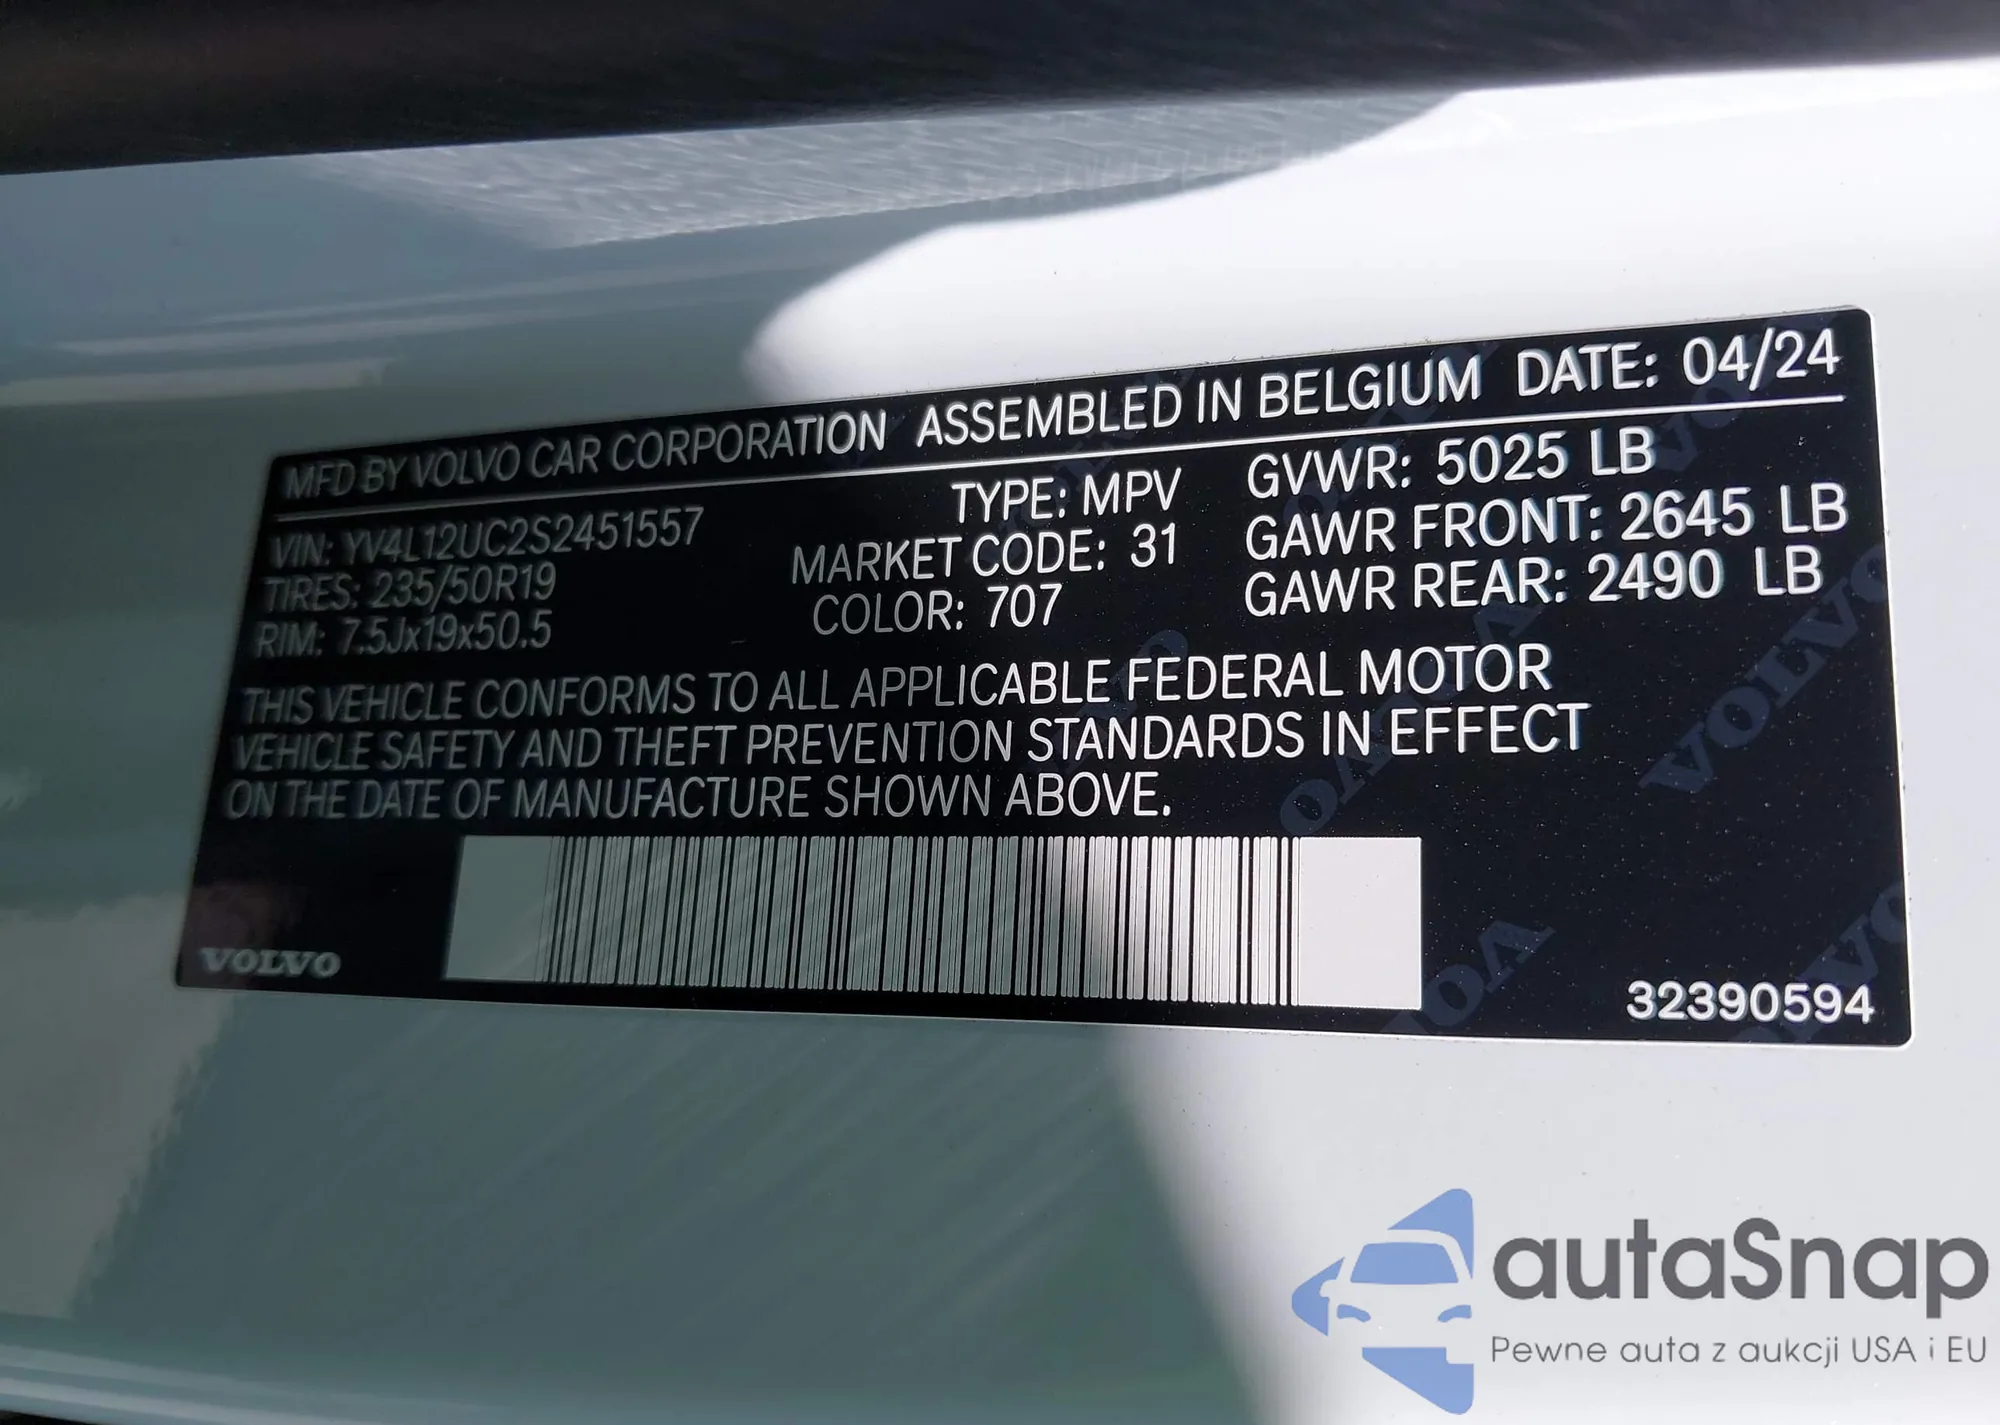 MFD BY VOLVO CAR CORPORATION ASSEMBLED IN BELGIUM DATE: 04/24
VIN: YV4L12UC2S2451557 TYPE: MPV GVWR: 5025 LB
TIRES: 235/50R19 MARKET CODE: 31 GAWR FRONT: 2645 LB
RIM: 7.5Jx19x50.5 COLOR: 707 GAWR REAR: 2490 LB
THIS VEHICLE CONFORMS TO ALL APPLICABLE FEDERAL MOTOR
VEHICLE SAFETY AND THEFT PREVENTION STANDARDS IN EFFECT
ON THE DATE OF MANUFACTURE SHOWN ABOVE.
VOLVO
32390594
autaSnap
Pewne auta z aukcji USA i EU